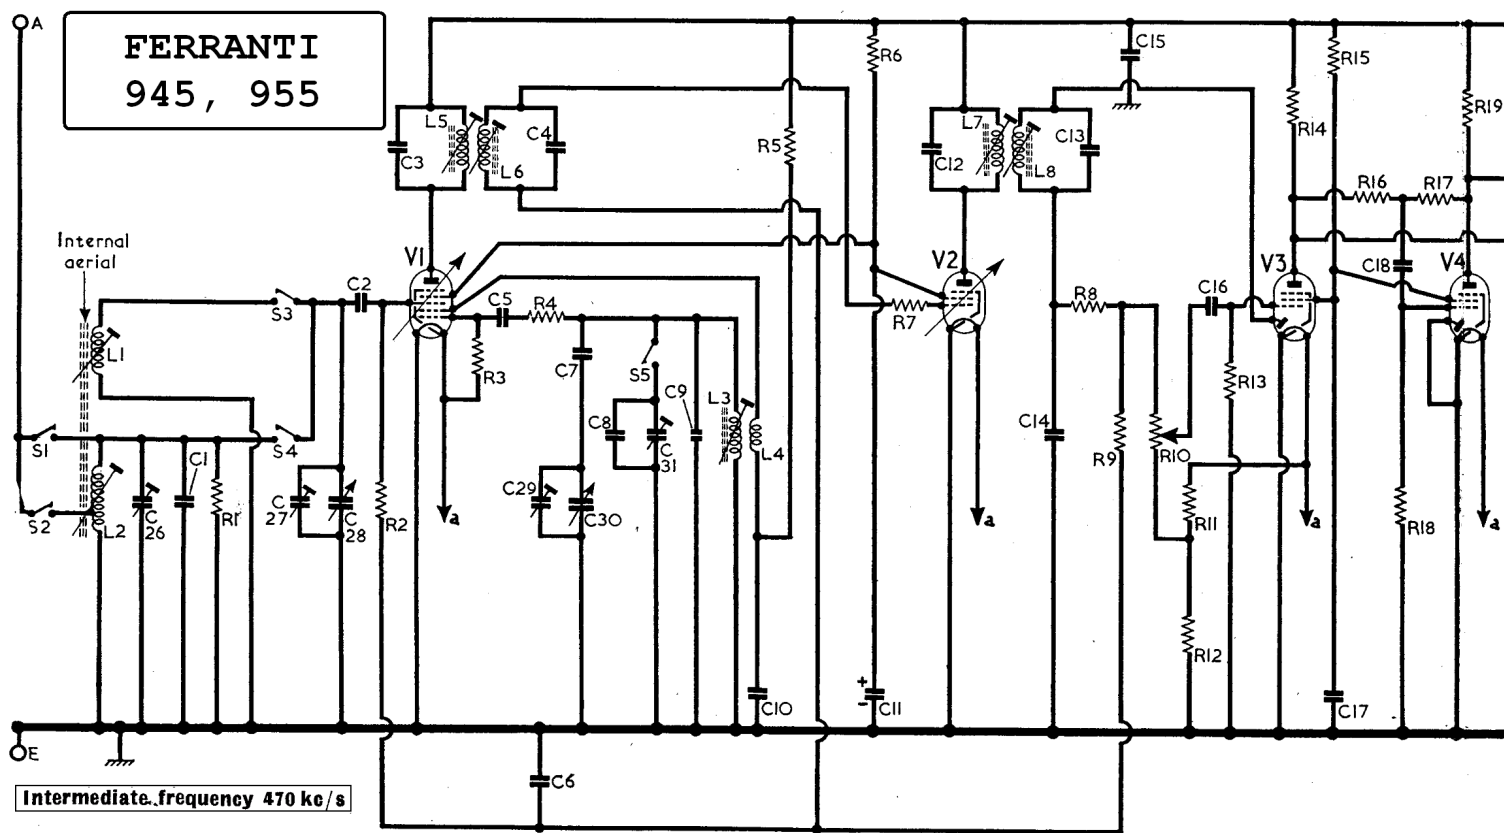 A
FERRANTI
945, 955
Internal
aerial
L1
L2
S1
S2
S3
S4
C26
C1
R1
C27
C28
C2
R2
V1
C3
L5
L6
C4
C5
R4
R3
a
C7
C29
C30
S5
C8
C31
C9
L3
L4
C10
R5
R6
C11
C6
R7
V2
a
C12
L7
L8
C13
C15
C14
R8
R9
R10
C16
R13
R11
R12
V3
a
R14
R15
C17
R16
R17
C18
R18
R19
V4
a
+
-
E
Intermediate frequency 470 kc/s